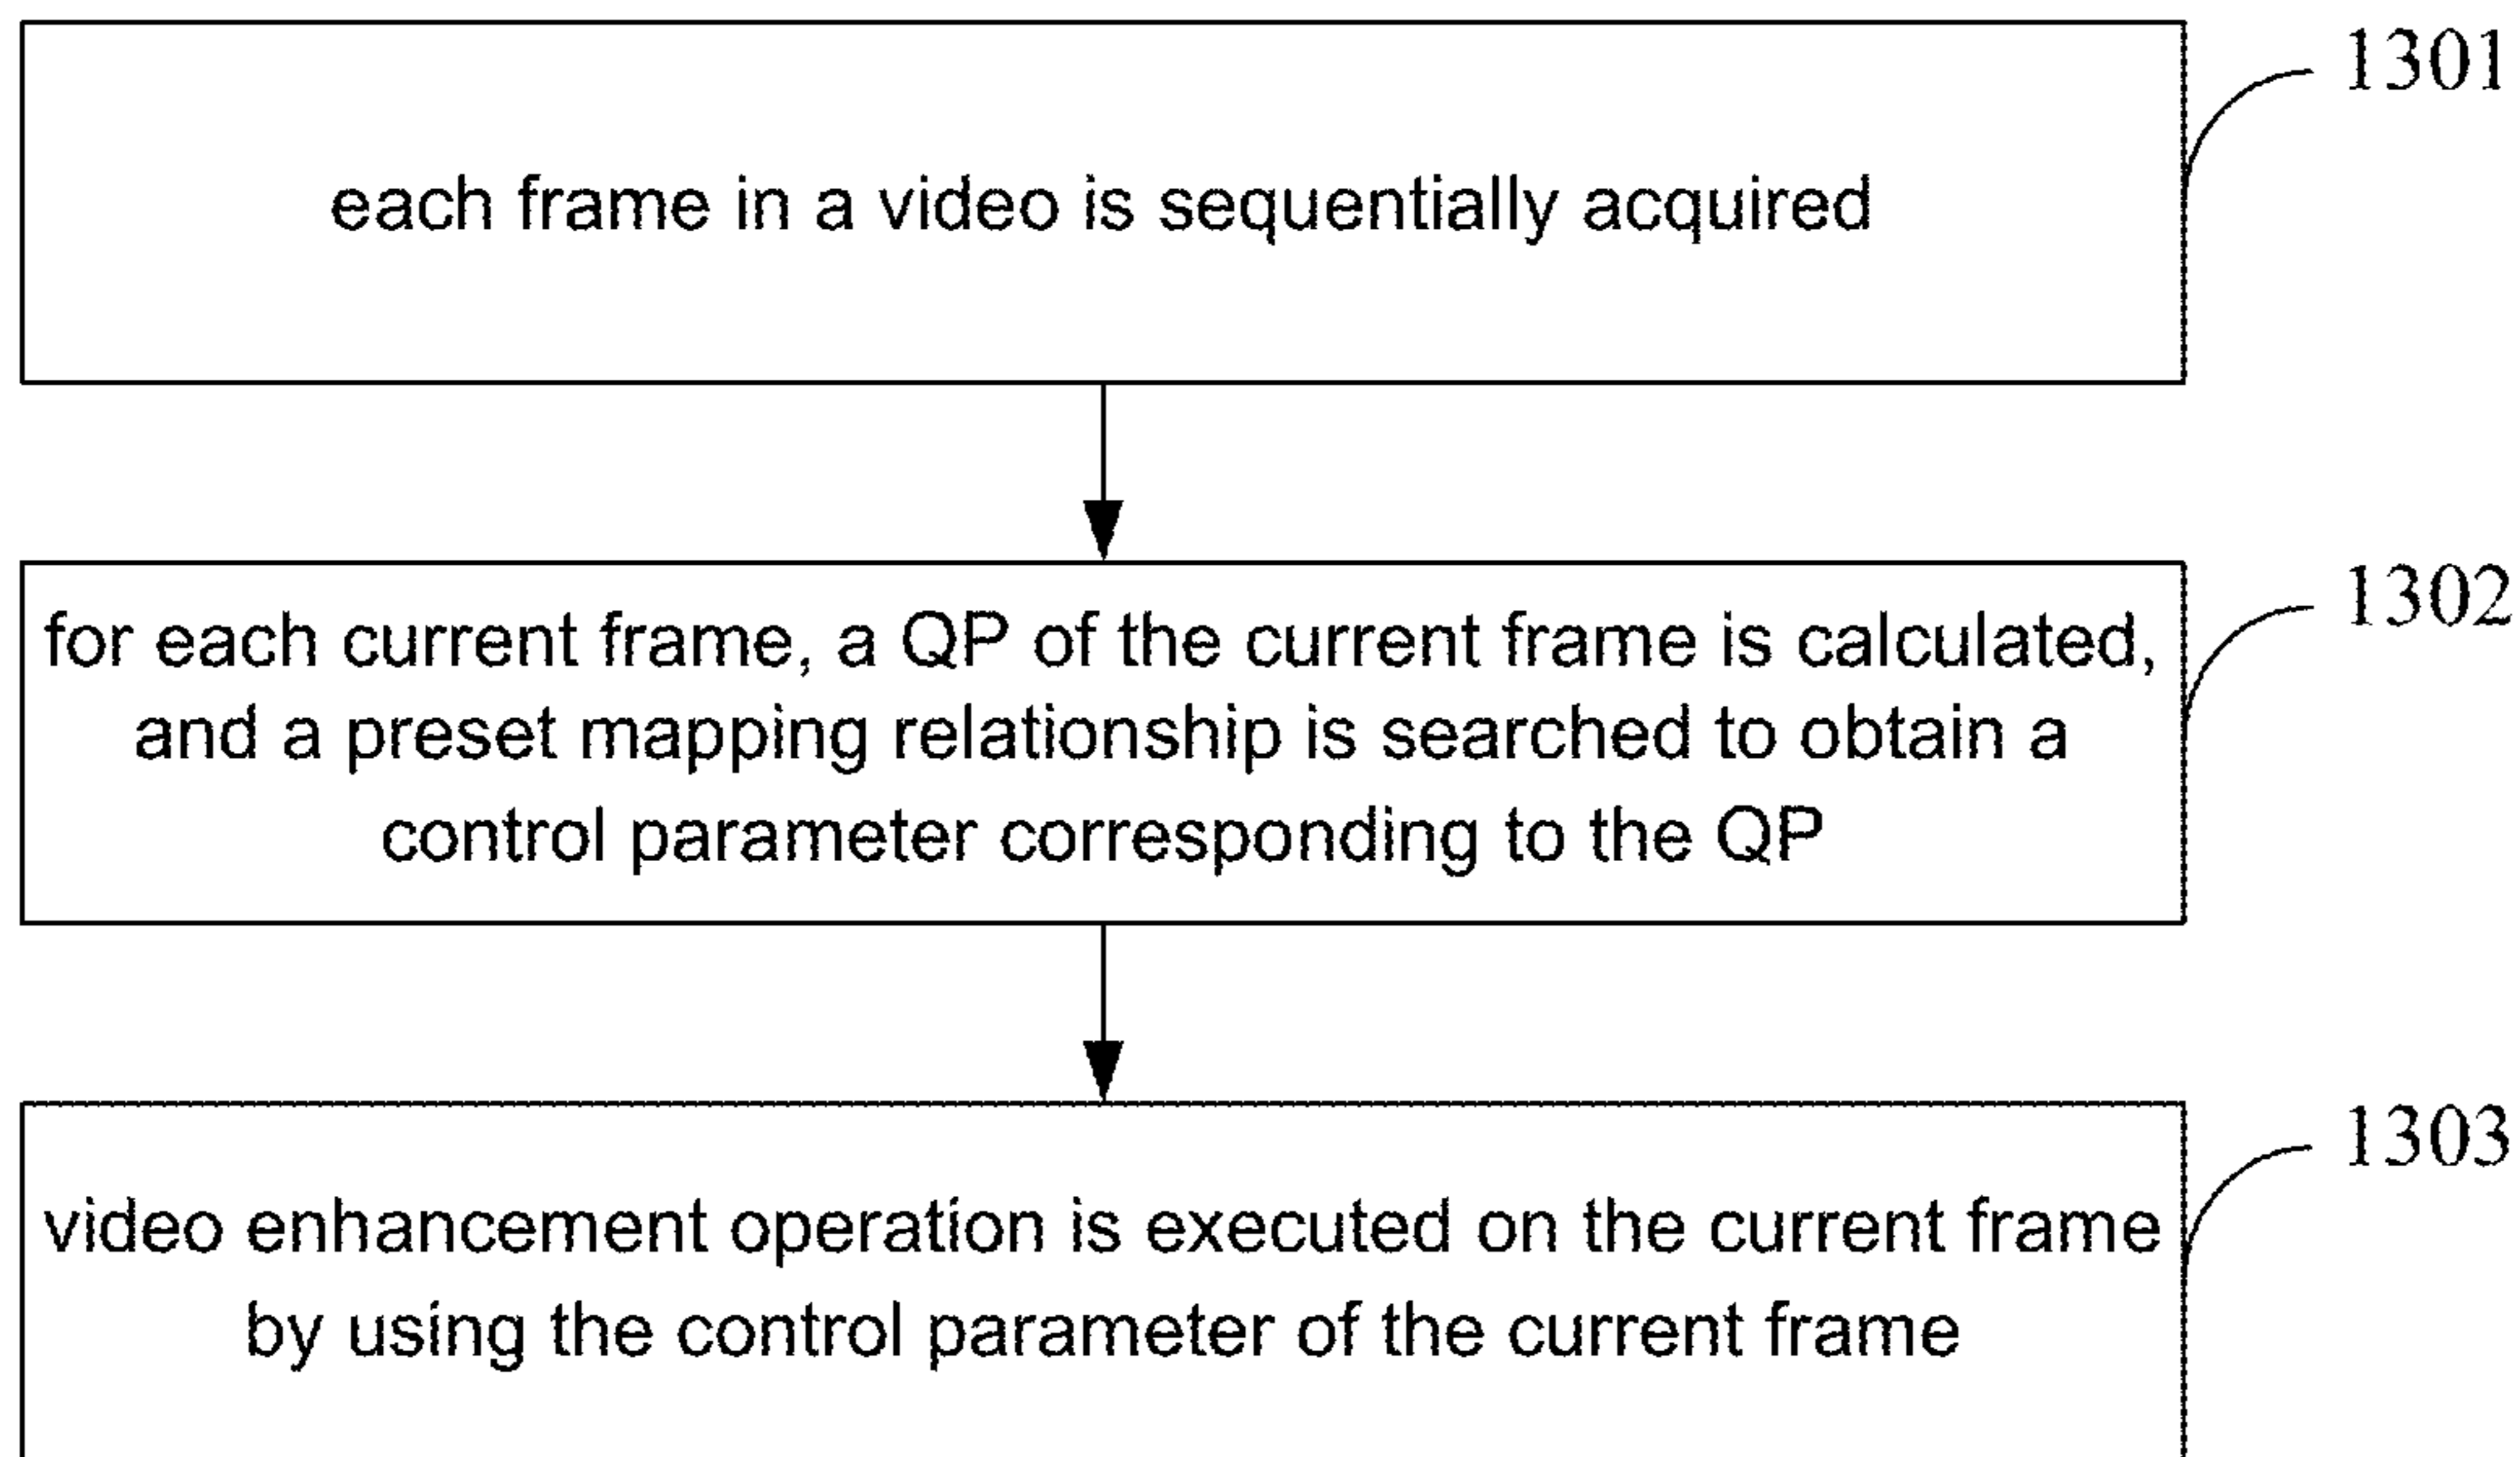 each frame in a video is sequentially acquired
1301
for each current frame, a QP of the current frame is calculated,
and a preset mapping relationship is searched to obtain a
control parameter corresponding to the QP
1302
video enhancement operation is executed on the current frame
by using the control parameter of the current frame
1303